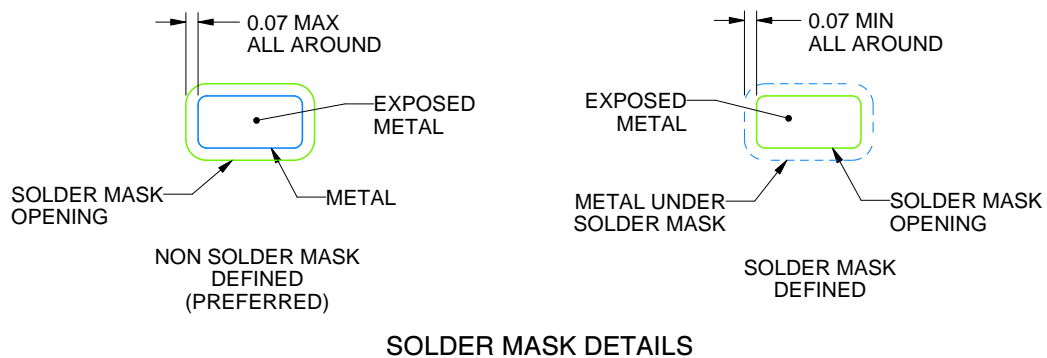 0.07 MAX
ALL AROUND
EXPOSED
METAL
SOLDER MASK
OPENING
METAL
NON SOLDER MASK
DEFINED
(PREFERRED)
0.07 MIN
ALL AROUND
EXPOSED
METAL
METAL UNDER
SOLDER MASK
SOLDER MASK
OPENING
SOLDER MASK
DEFINED
SOLDER MASK DETAILS